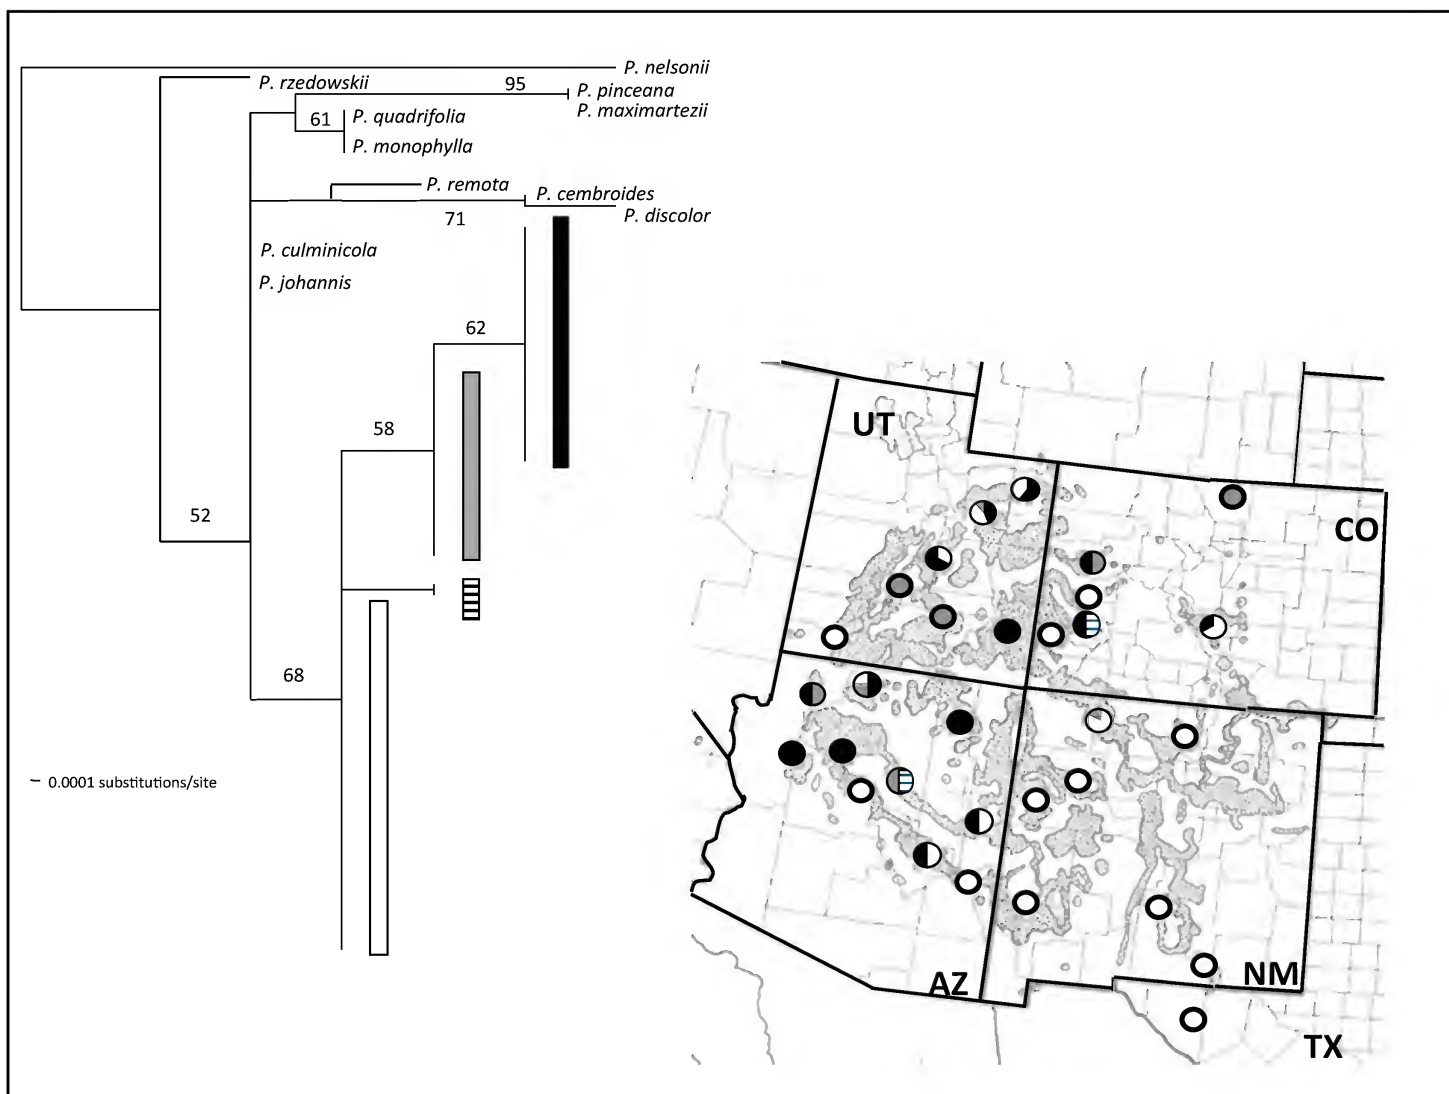 P. nelsonii
P. rzedowskii
95
P. pinceana
P. maximartezii
61
P. quadrifolia
P. monophylla
P. remota
P. cembroides
71
P. discolor
P. culminicola
P. johannis
62
58
52
68
0.0001 substitutions/site
UT
CO
AZ
NM
TX